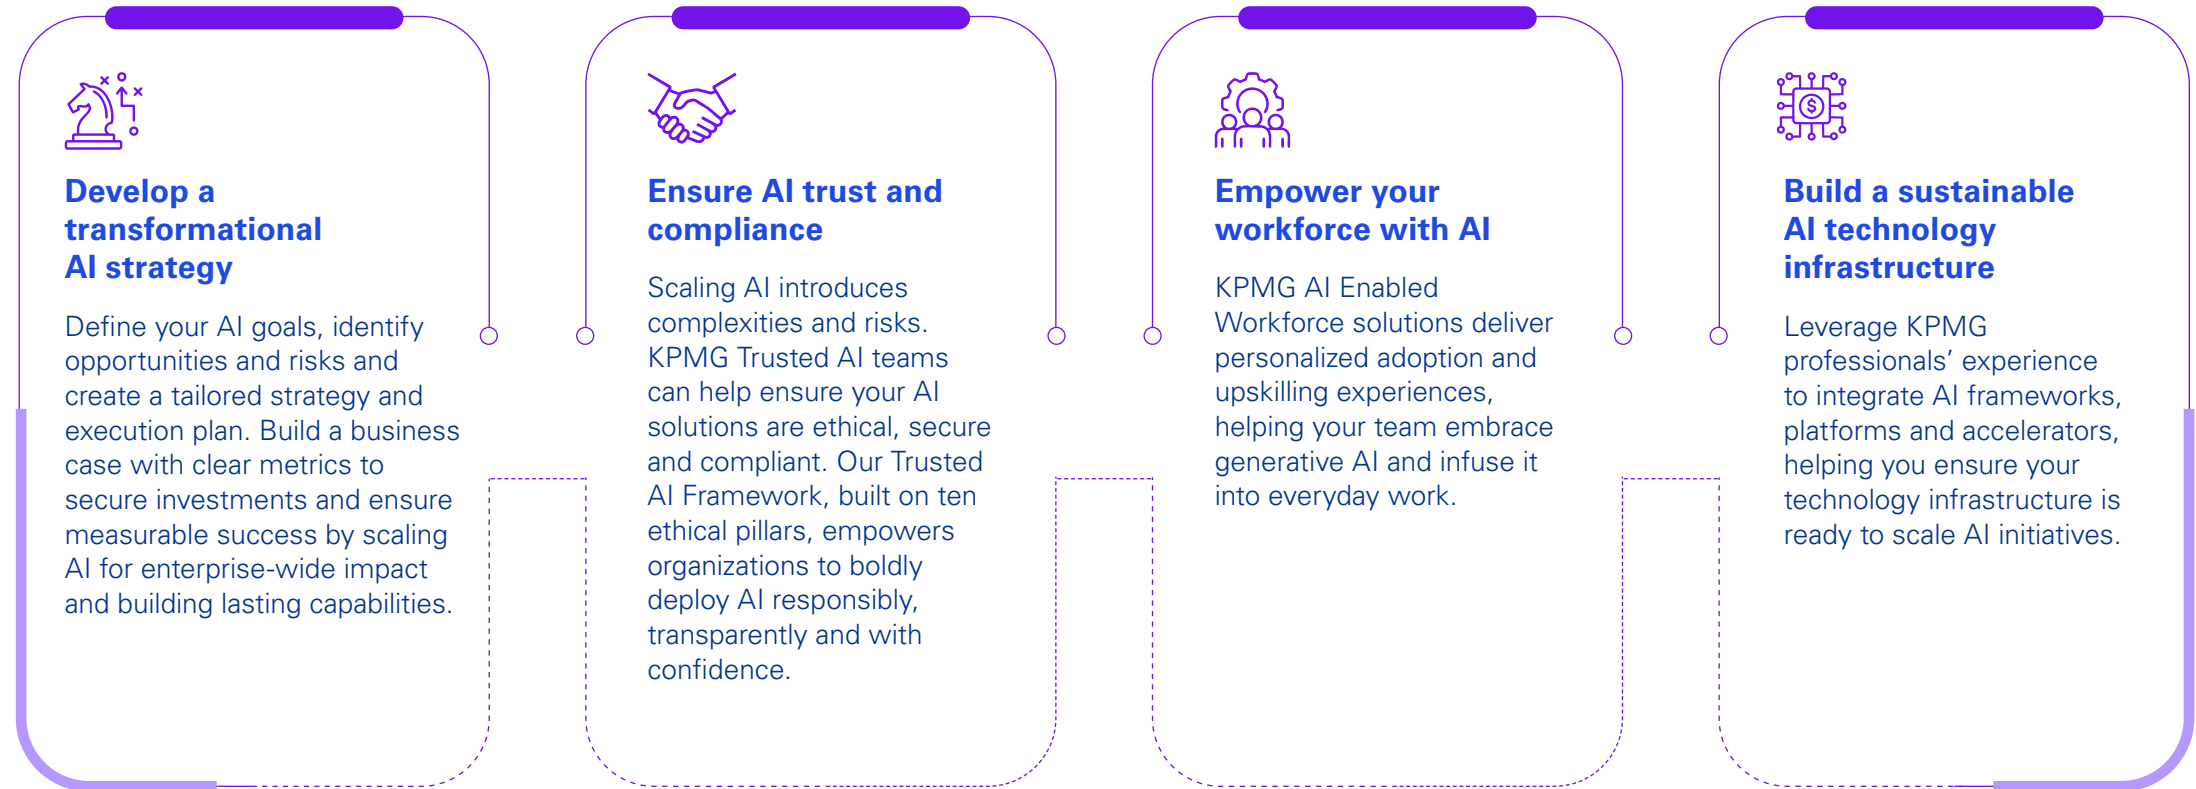 Develop a
transformational
AI strategy
Define your AI goals, identify
opportunities and risks and
create a tailored strategy and
execution plan. Build a business
case with clear metrics to
secure investments and ensure
measurable success by scaling
AI for enterprise-wide impact
and building lasting capabilities.
Ensure AI trust and
compliance
Scaling AI introduces
complexities and risks.
KPMG Trusted AI teams
can help ensure your AI
solutions are ethical, secure
and compliant. Our Trusted
AI Framework, built on ten
ethical pillars, empowers
organizations to boldly
deploy AI responsibly,
transparently and with
confidence.
Empower your
workforce with AI
KPMG AI Enabled
Workforce solutions deliver
personalized adoption and
upskilling experiences,
helping your team embrace
generative AI and infuse it
into everyday work.
$
Build a sustainable
AI technology
infrastructure
Leverage KPMG
professionals’ experience
to integrate AI frameworks,
platforms and accelerators,
helping you ensure your
technology infrastructure is
ready to scale AI initiatives.